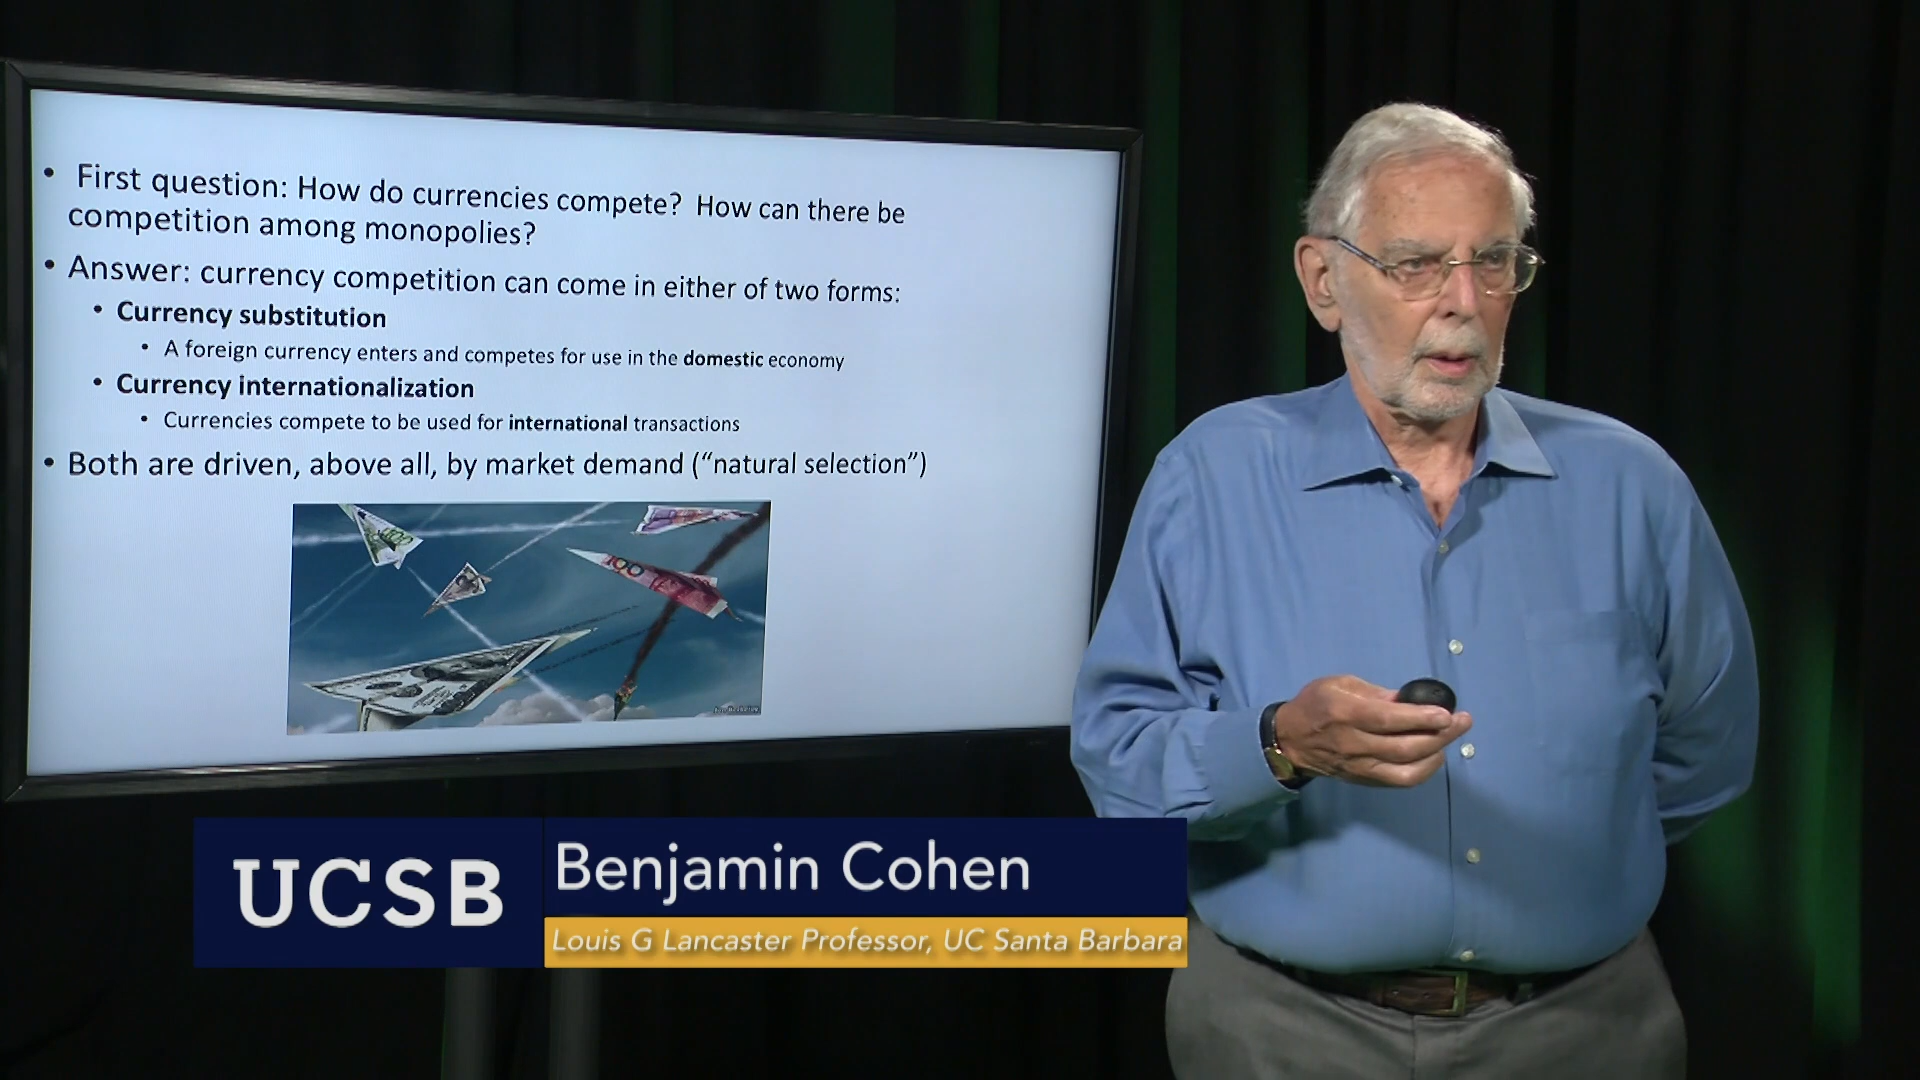 • First question: How do currencies compete? How can there be
competition among monopolies?
• Answer: currency competition can come in either of two forms:
• Currency substitution
• A foreign currency enters and competes for use in the domestic economy
• Currency internationalization
• Currencies compete to be used for international transactions
• Both are driven, above all, by market demand (“natural selection”)
100
100
UCSB
Benjamin Cohen
Louis G Lancaster Professor, UC Santa Barbara